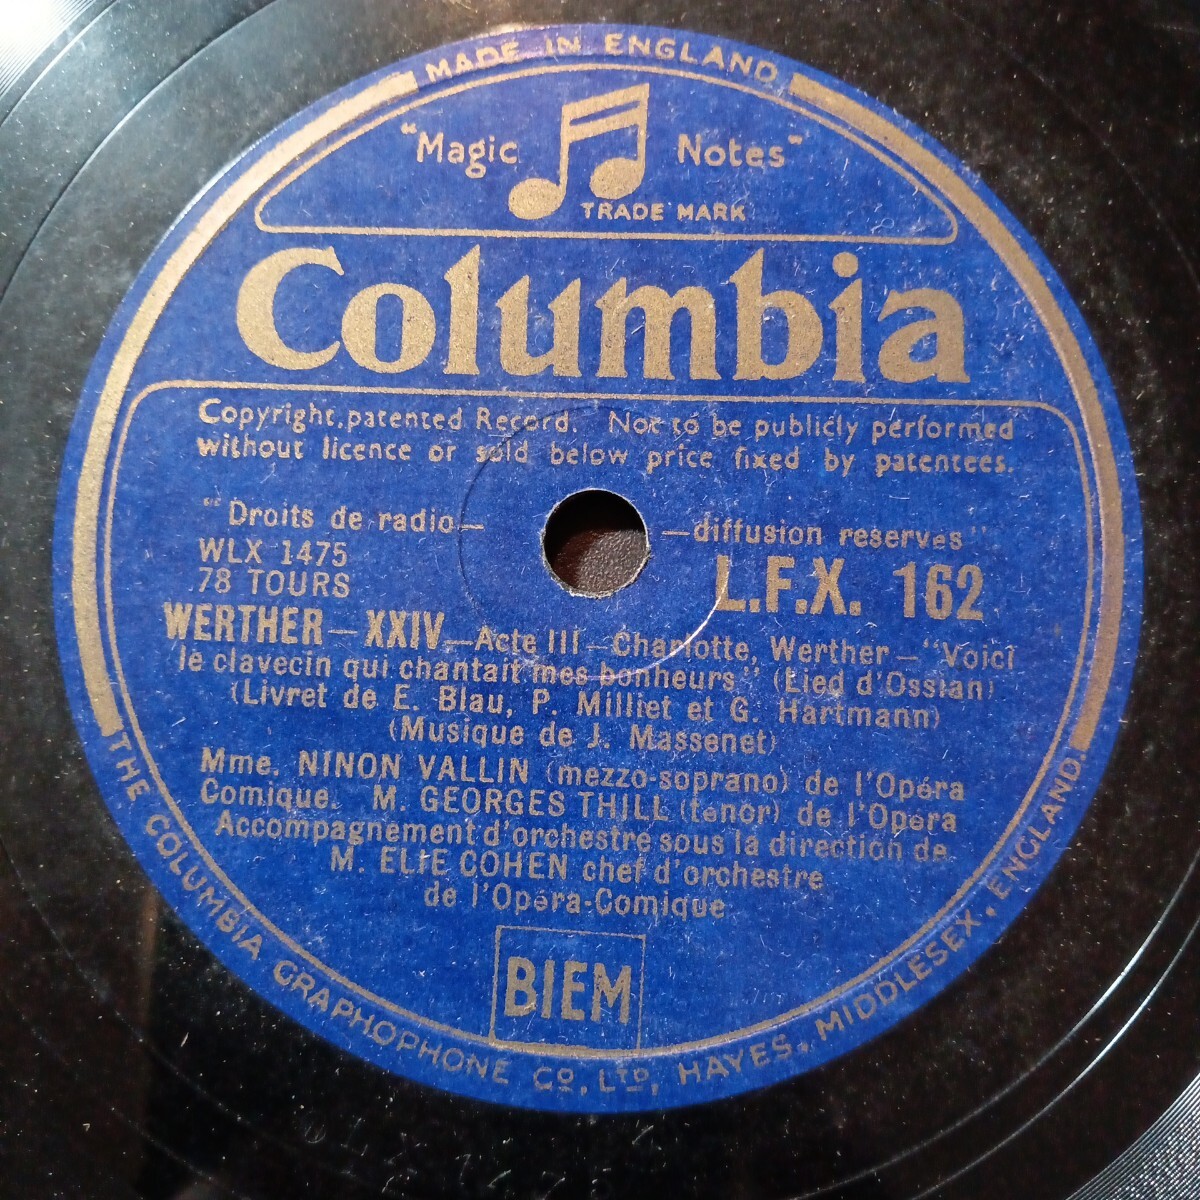 MADE IN ENGLAND
"Magic Notes"
TRADE MARK
Columbia
Copyright, patented Record. Not to be publicly performed
without licence or sold below price fixed by patentees.
"Droits de radio— —diffusion reserves"
WLX 1475
78 TOURS
L.F.X. 162
WERTHER—XXIV—Acte III—Charlotte, Werther—"Voici
le clavecin qui chantait mes bonheurs" (Lied d'Ossian)
(Livret de E. Blau, P. Milliet et G. Hartmann)
(Musique de J. Massenet)
Mme. NINON VALLIN (mezzo-soprano) de l'Opéra
Comique. M. GEORGES THILL (tenor) de l'Opéra
Accompagnement d'orchestre sous la direction de
M. ELIE COHEN chef d'orchestre
de l'Opéra-Comique
BIEM
THE COLUMBIA GRAPHOPHONE CO., LTD, HAYES, MIDDLESEX, ENGLAND.